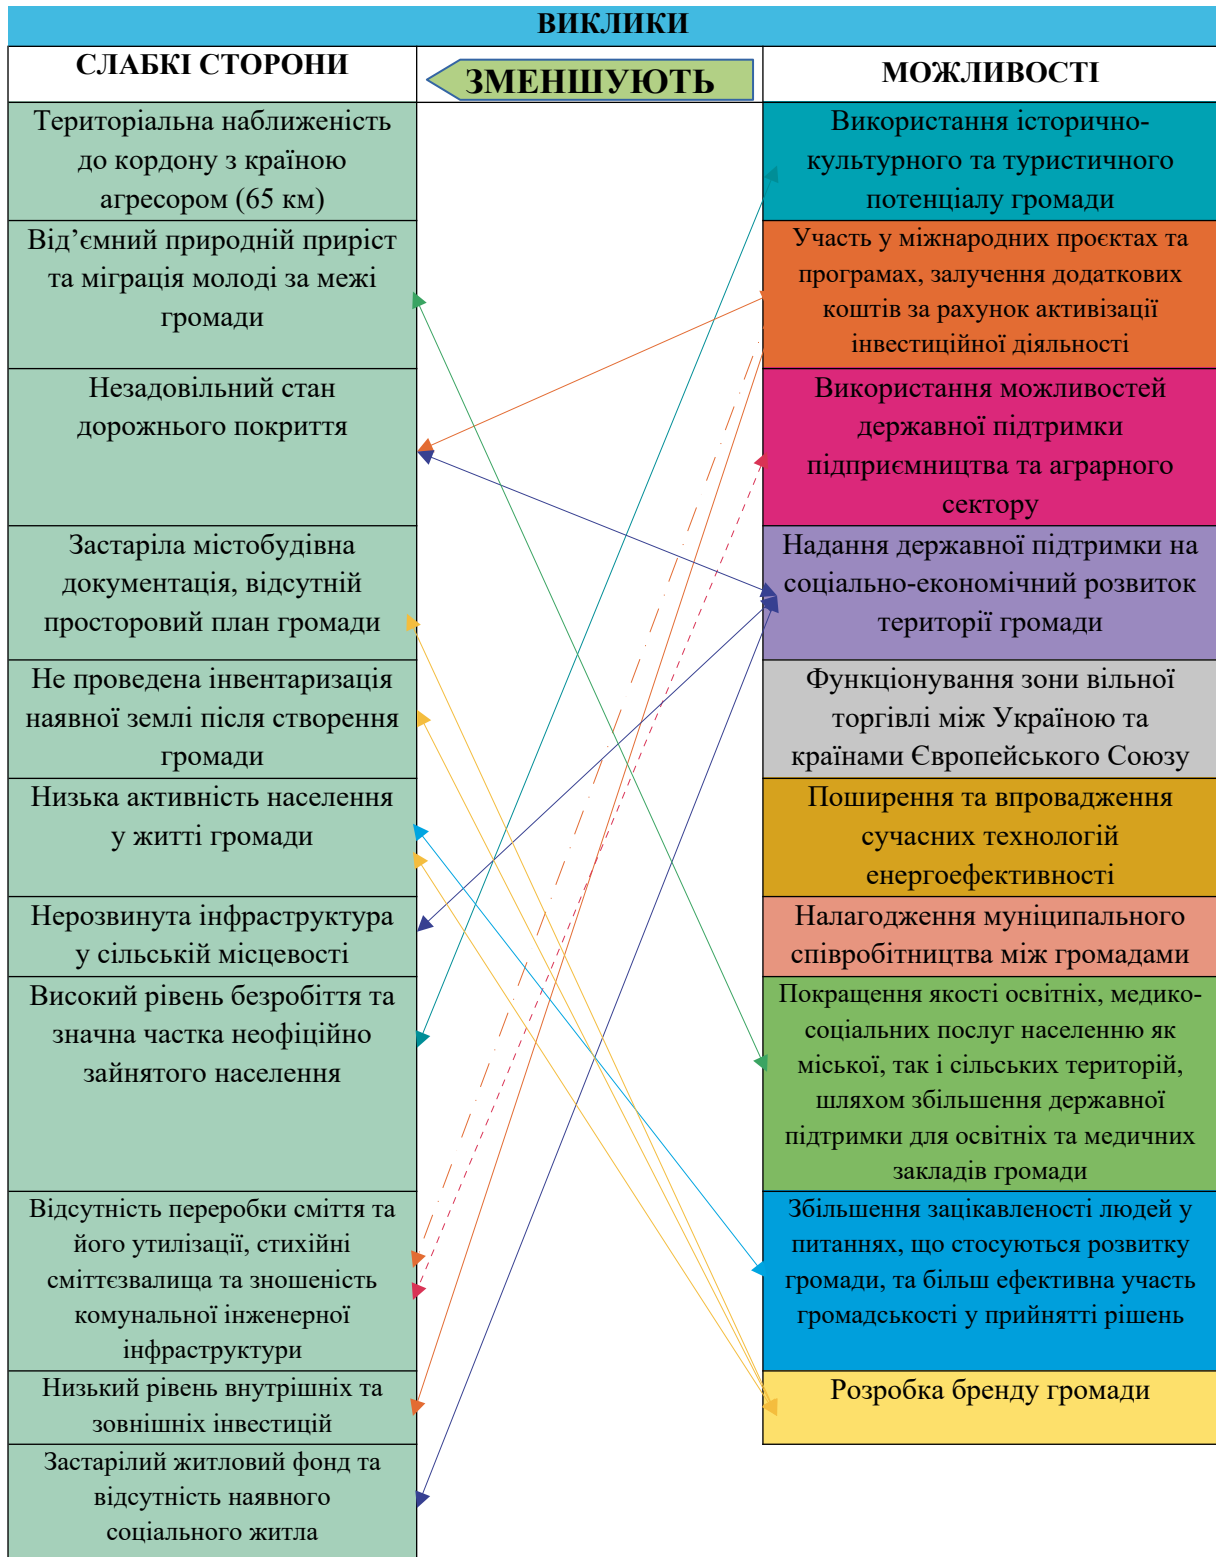 ВИКЛИКИ
СЛАБКІ СТОРОНИ
ЗМЕНШУЮТЬ
МОЖЛИВОСТІ
Територіальна наближеність
до кордону з країною
агресором (65 км)
Від’ємний природній приріст
та міграція молоді за межі
громади
Незадовільний стан
дорожнього покриття
Застаріла містобудівна
документація, відсутній
просторовий план громади
Не проведена інвентаризація
наявної землі після створення
громади
Низька активність населення
у житті громади
Нерозвинута інфраструктура
у сільській місцевості
Високий рівень безробіття та
значна частка неофіційно
зайнятого населення
Відсутність переробки сміття та
його утилізації, стихійні
сміттєзвалища та зношеність
комунальної інженерної
інфраструктури
Низький рівень внутрішніх та
зовнішніх інвестицій
Застарілий житловий фонд та
відсутність наявного
соціального житла
Використання історично-
культурного та туристичного
потенціалу громади
Участь у міжнародних проєктах та
програмах, залучення додаткових
коштів за рахунок активізації
інвестиційної діяльності
Використання можливостей
державної підтримки
підприємництва та аграрного
сектору
Надання державної підтримки на
соціально-економічний розвиток
території громади
Функціонування зони вільної
торгівлі між Україною та
країнами Європейського Союзу
Поширення та впровадження
сучасних технологій
енергоефективності
Налагодження муніципального
співробітництва між громадами
Покращення якості освітніх, медико-
соціальних послуг населенню як
міської, так і сільських територій,
шляхом збільшення державної
підтримки для освітніх та медичних
закладів громади
Збільшення зацікавленості людей у
питаннях, що стосуються розвитку
громади, та більш ефективна участь
громадськості у прийнятті рішень
Розробка бренду громади